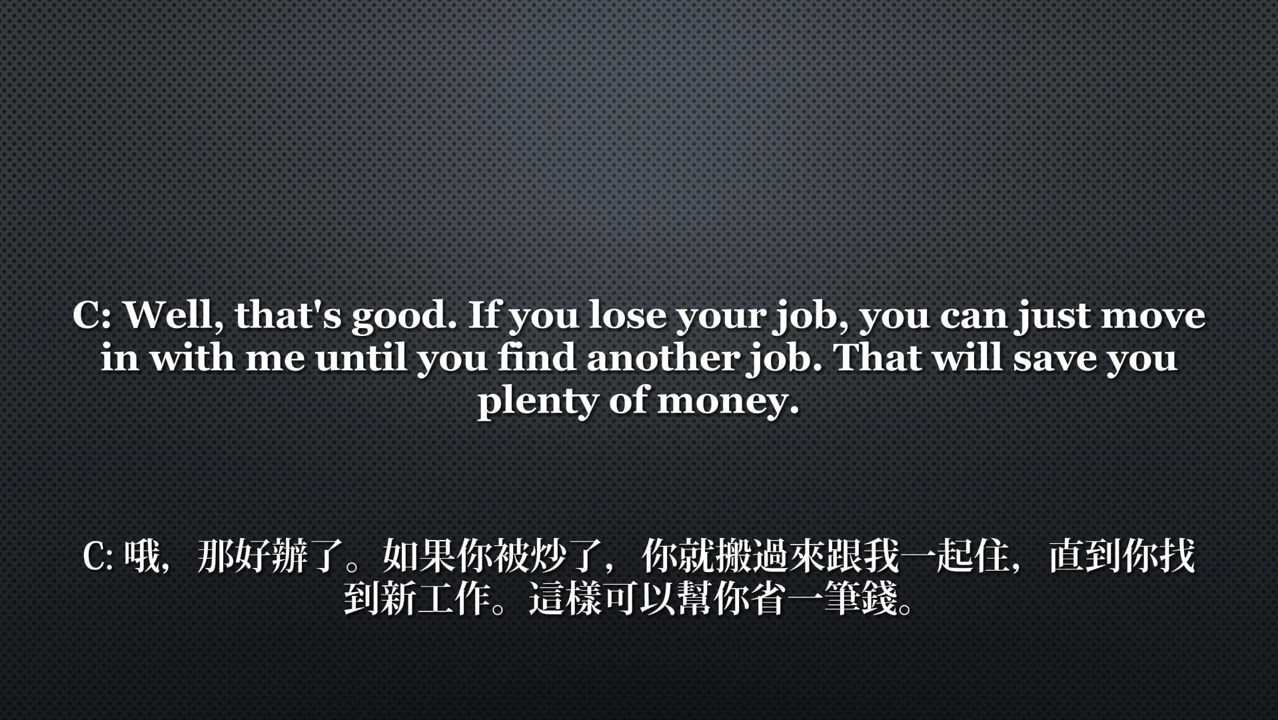 C: Well, that's good. If you lose your job, you can just move
in with me until you find another job. That will save you
plenty of money.
C: 哦，那好辦了。如果你被炒了，你就搬過來跟我一起住，直到你找
到新工作。這樣可以幫你省一筆錢。